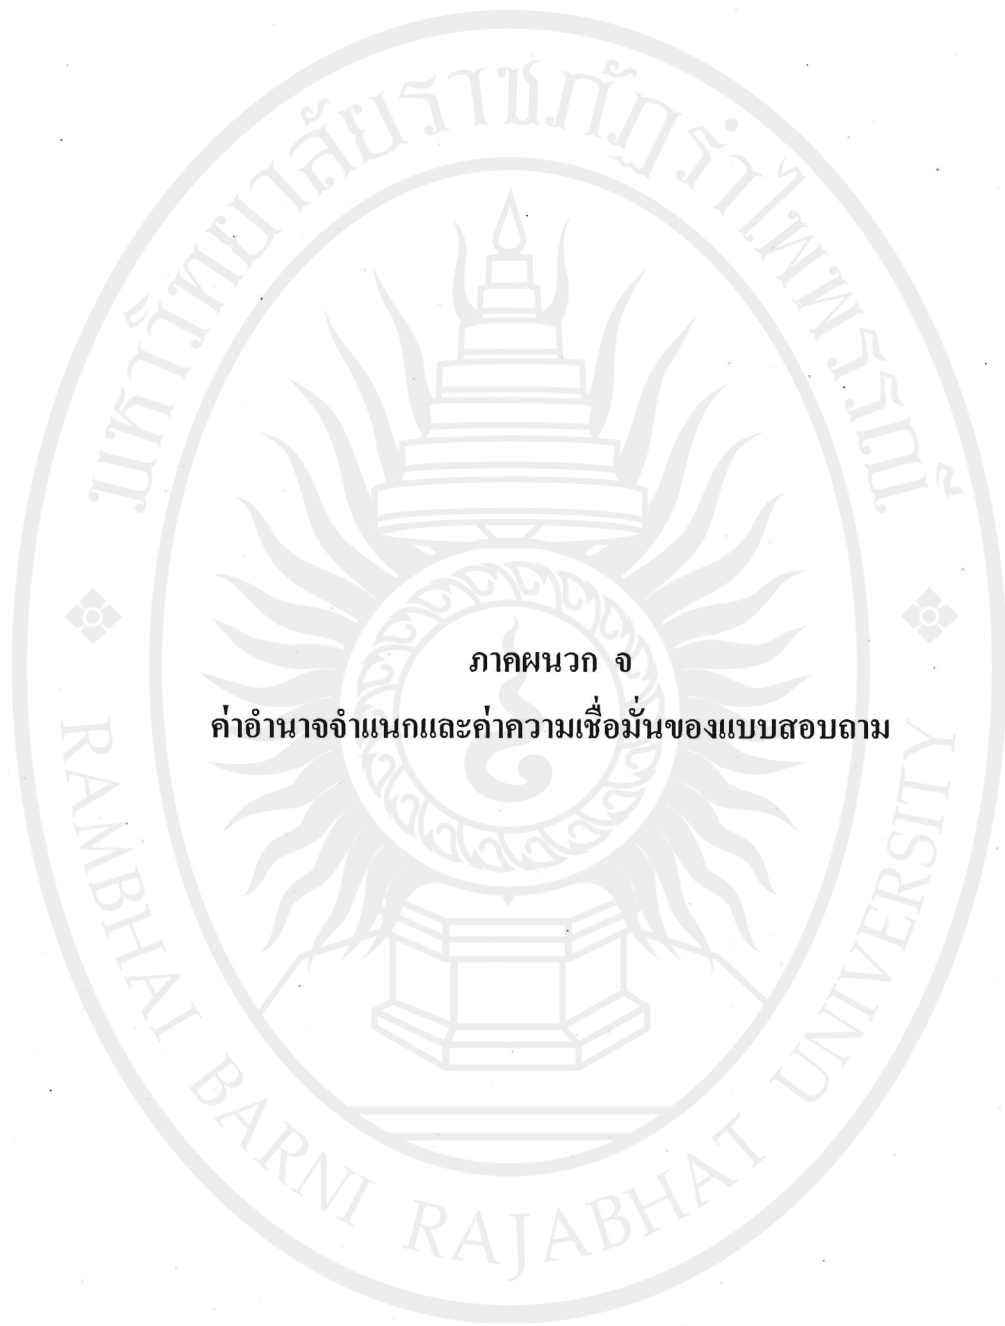 มหาวิทยาลัยราชภัฏรำไพพรรณี
ภาคผนวก จ
ค่าอำนาจจำแนกและค่าความเชื่อมั่นของแบบสอบถาม
RAMBHAI BARNI RAJABHAT UNIVERSITY